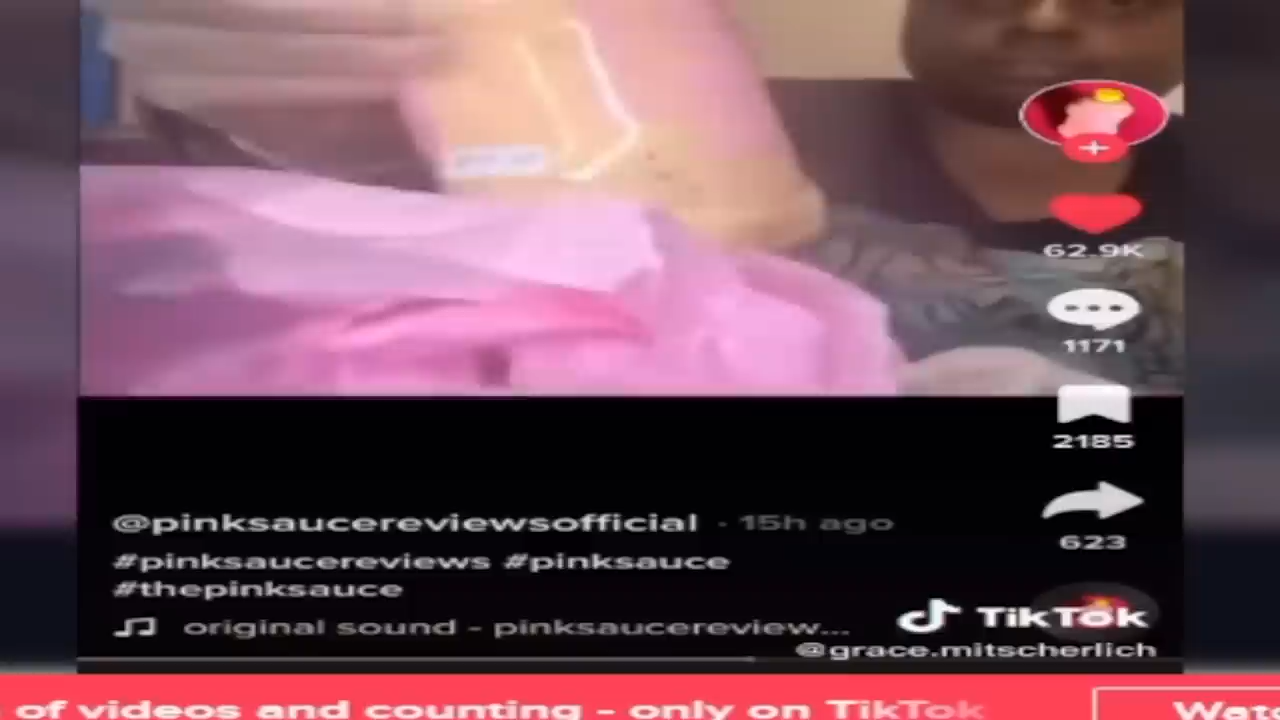 62.9K
1171
2185
623
@pinksaucereviewsofficial · 15h ago
#pinksaucereviews #pinksauce
#thepinksauce
original sound - pinksaucereview...
TikTok
@grace.mitscherlich
of videos and counting - only on TikTok